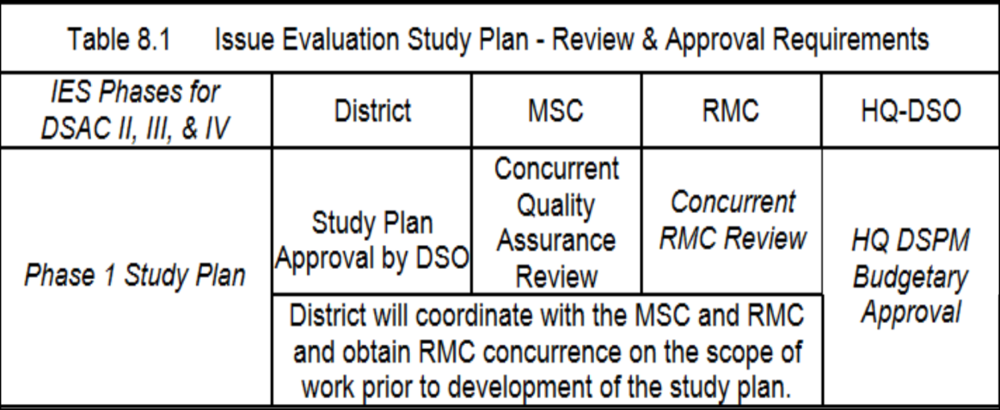 Table 8.1 Issue Evaluation Study Plan - Review & Approval Requirements
IES Phases for
DSAC II, III, & IV
District
MSC
RMC
HQ-DSO
Phase 1 Study Plan
Study Plan
Approval by DSO
Concurrent
Quality
Assurance
Review
Concurrent
RMC Review
HQ DSPM
Budgetary
Approval
District will coordinate with the MSC and RMC
and obtain RMC concurrence on the scope of
work prior to development of the study plan.